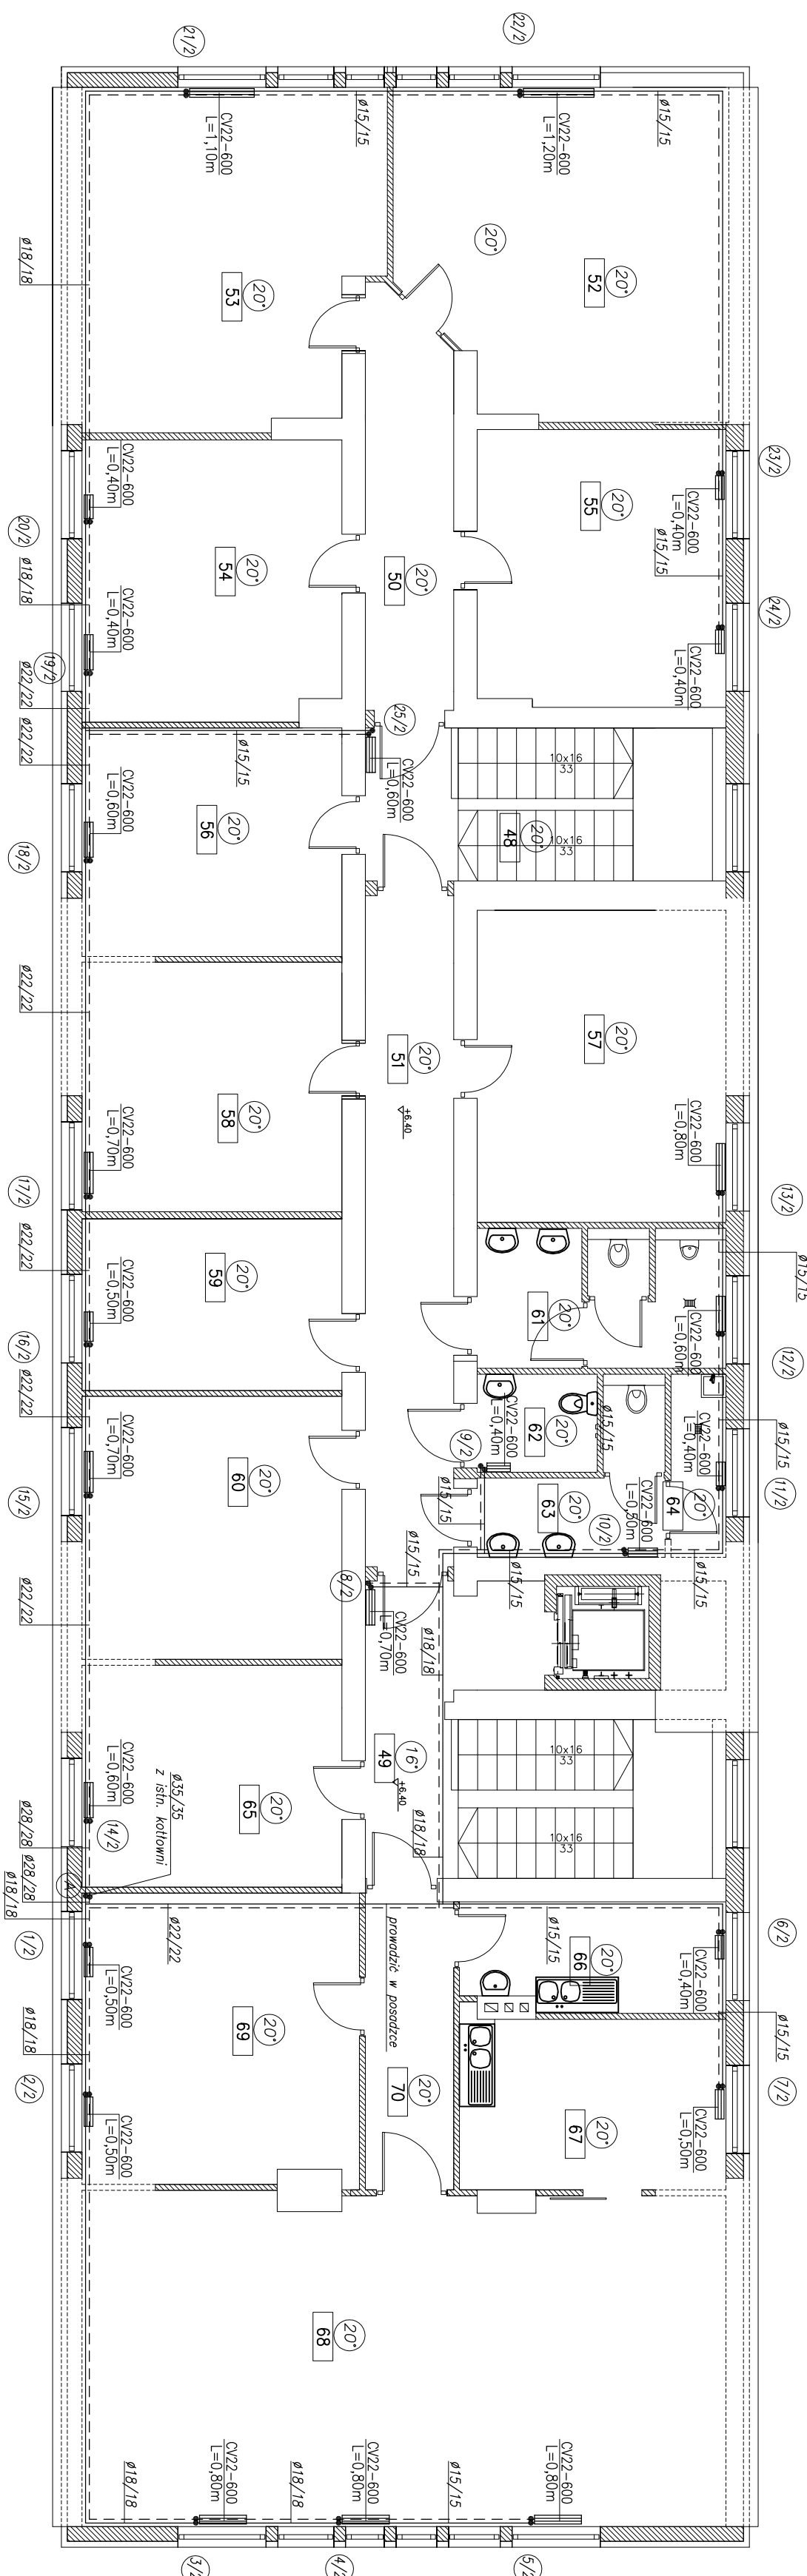 21/2
22/2
CV22-600
L=1,10m
ø15/15
CV22-600
L=1,20m
ø15/15
ø18/18
20°
53
20°
20°
52
CV22-600
L=0,40m
20/2
ø18/18
CV22-600
L=0,40m
19/2
ø22/22
ø22/22
20°
54
20°
50
20°
55
23/2
CV22-600
L=0,40m
ø15/15
24/2
CV22-600
L=0,40m
25/2
CV22-600
L=0,60m
ø15/15
10x16
33
20°
48
10x16
33
CV22-600
L=0,60m
18/2
20°
56
ø22/22
20°
51
+6.40
20°
57
CV22-600
L=0,80m
13/2
ø15/15
20°
58
CV22-600
L=0,70m
17/2
ø22/22
20°
59
CV22-600
L=0,50m
16/2
ø22/22
20°
61
CV22-600
L=0,60m
12/2
20°
60
CV22-600
L=0,70m
15/2
ø22/22
20°
62
CV22-600
L=0,40m
9/2
ø15/15
ø15/15
20°
63
10/2
CV22-600
L=0,50m
20°
64
CV22-600
L=0,40m
11/2
ø15/15
ø15/15
ø15/15
ø15/15
8/2
CV22-600
L=0,70m
ø18/18
16°
49
+6.40
ø18/18
10x16
33
10x16
33
20°
65
CV22-600
L=0,60m
14/2
ø35/35
z istn. kotłowni
ø28/28
ø28/28
ø18/18
A
ø22/22
prowadzić w posadzce
ø15/15
20°
66
CV22-600
L=0,40m
6/2
ø15/15
1/2
CV22-600
L=0,50m
ø18/18
20°
69
2/2
CV22-600
L=0,50m
20°
70
20°
67
CV22-600
L=0,50m
7/2
20°
68
ø18/18
CV22-600
L=0,80m
ø18/18
CV22-600
L=0,80m
ø15/15
CV22-600
L=0,80m
3/2
4/2
5/2